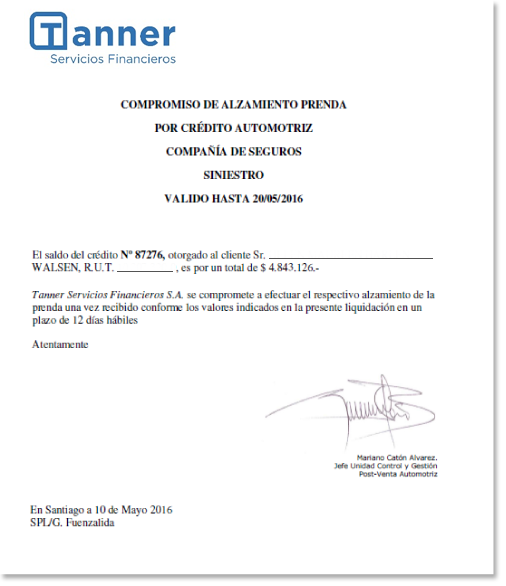 Tanner
Servicios Financieros
COMPROMISO DE ALZAMIENTO PRENDA
POR CRÉDITO AUTOMOTRIZ
COMPAÑÍA DE SEGUROS
SINIESTRO
VALIDO HASTA 20/05/2016
El saldo del crédito Nº 87276, otorgado al cliente Sr.
WALSEN, R.U.T. , es por un total de $ 4.843,126.-
Tanner Servicios Financieros S.A. se compromete a efectuar el respectivo alzamiento de la
prenda una vez recibido conforme los valores indicados en la presente liquidación en un
plazo de 12 días hábiles
Atentamente
Mariano Catón Alvarez.
Jefe Unidad Control y Gestión
Post-Venta Automotriz
En Santiago a 10 de Mayo 2016
SPL/G. Fuenzalida